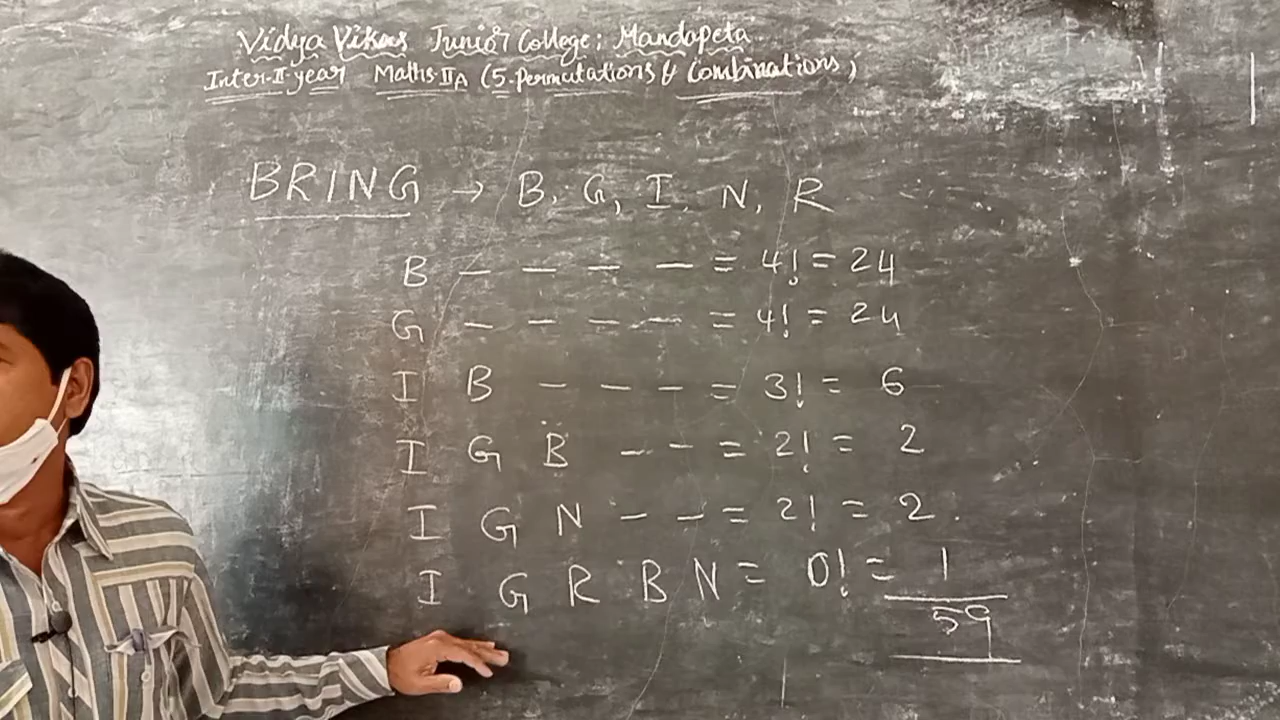 Vidya Vikas Junior College; Mandapeta.
Inter-II-year Maths-IIA (5. Permutations & Combinations)
BRING → B, G, I, N, R
B _ _ _ _ = 4! = 24
G _ _ _ _ = 4! = 24
I B _ _ _ = 3! = 6
I G B _ _ = 2! = 2
I G N _ _ = 2! = 2.
I G R B N = 0! = 1
59